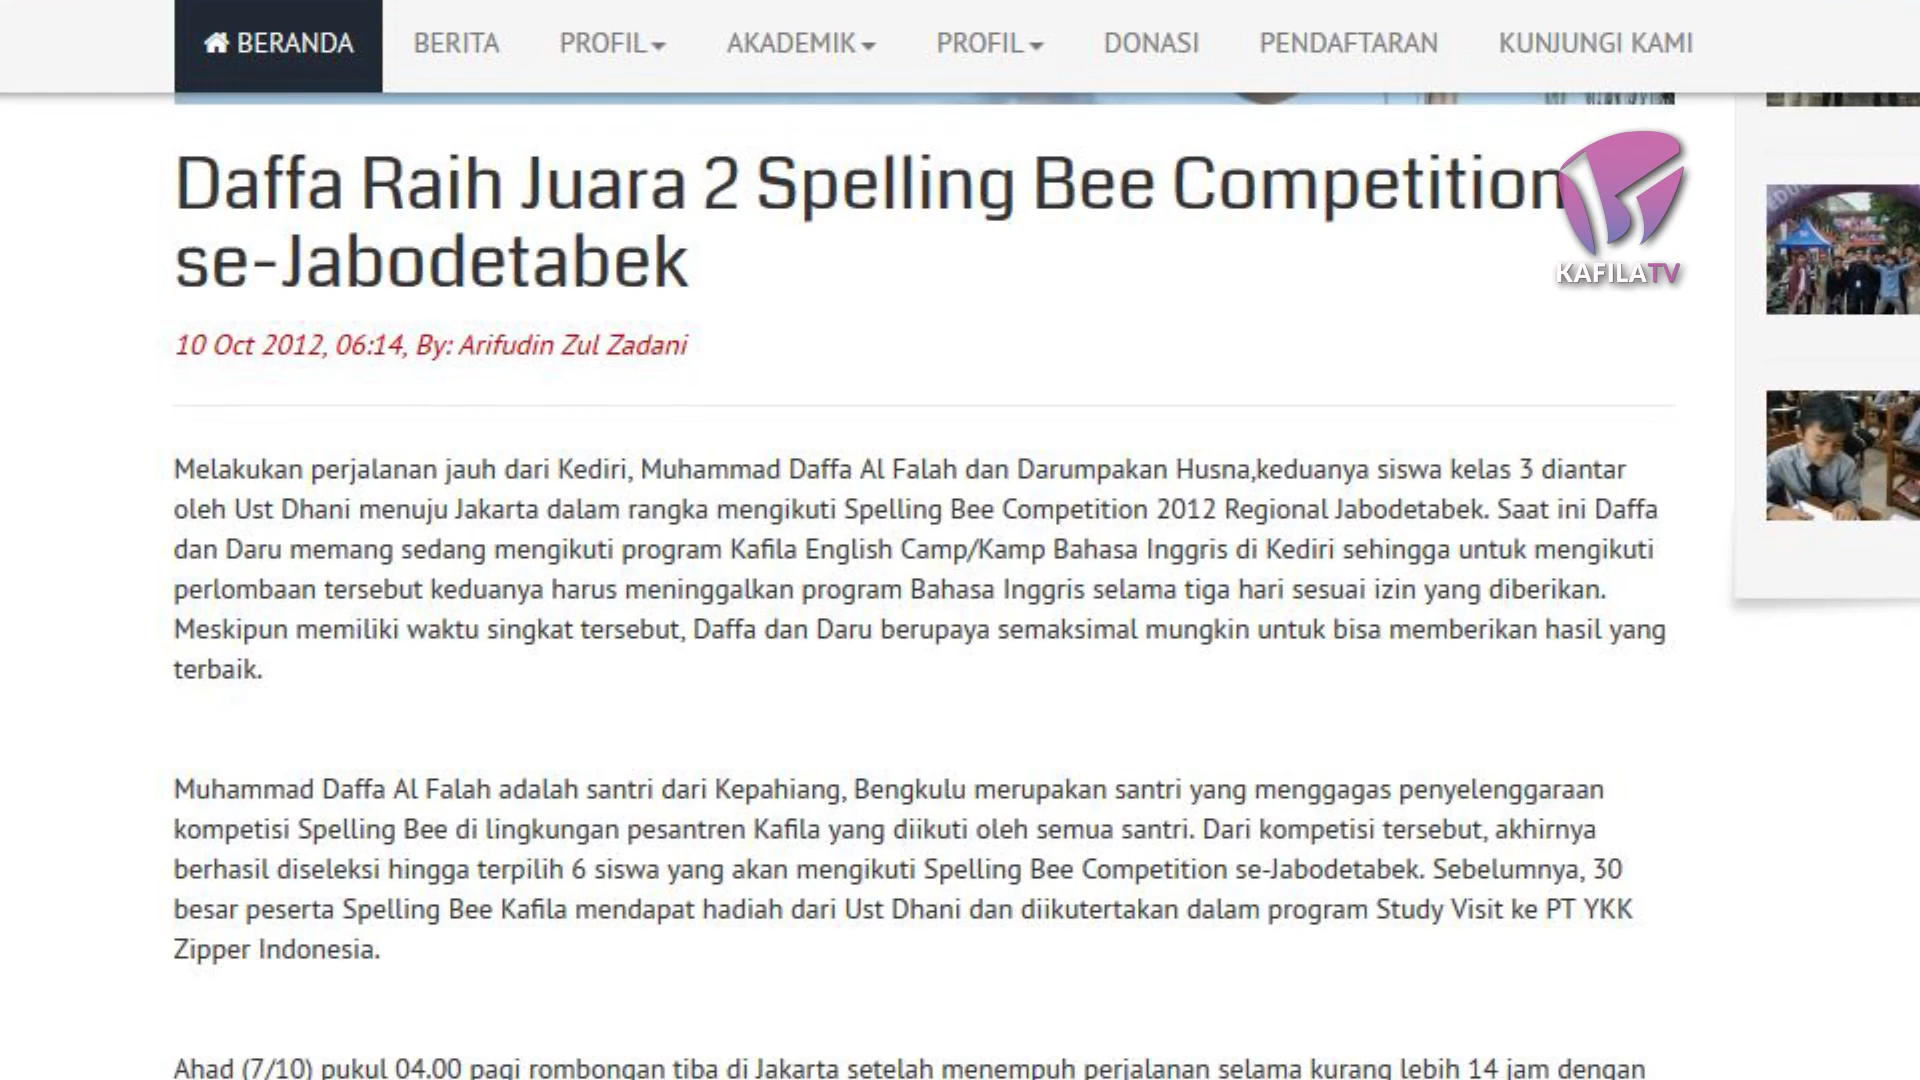 BERANDA BERITA PROFIL AKADEMIK PROFIL DONASI PENDAFTARAN KUNJUNGI KAMI
Daffa Raih Juara 2 Spelling Bee Competition
se-Jabodetabek
KAFILATV
10 Oct 2012, 06:14, By: Arifudin Zul Zadani
Melakukan perjalanan jauh dari Kediri, Muhammad Daffa Al Falah dan Darumpakan Husna,keduanya siswa kelas 3 diantar
oleh Ust Dhani menuju Jakarta dalam rangka mengikuti Spelling Bee Competition 2012 Regional Jabodetabek. Saat ini Daffa
dan Daru memang sedang mengikuti program Kafila English Camp/Kamp Bahasa Inggris di Kediri sehingga untuk mengikuti
perlombaan tersebut keduanya harus meninggalkan program Bahasa Inggris selama tiga hari sesuai izin yang diberikan.
Meskipun memiliki waktu singkat tersebut, Daffa dan Daru berupaya semaksimal mungkin untuk bisa memberikan hasil yang
terbaik.
Muhammad Daffa Al Falah adalah santri dari Kepahiang, Bengkulu merupakan santri yang menggagas penyelenggaraan
kompetisi Spelling Bee di lingkungan pesantren Kafila yang diikuti oleh semua santri. Dari kompetisi tersebut, akhirnya
berhasil diseleksi hingga terpilih 6 siswa yang akan mengikuti Spelling Bee Competition se-Jabodetabek. Sebelumnya, 30
besar peserta Spelling Bee Kafila mendapat hadiah dari Ust Dhani dan diikutertakan dalam program Study Visit ke PT YKK
Zipper Indonesia.
Ahad (7/10) pukul 04.00 pagi rombongan tiba di Jakarta setelah menempuh perjalanan selama kurang lebih 14 jam dengan